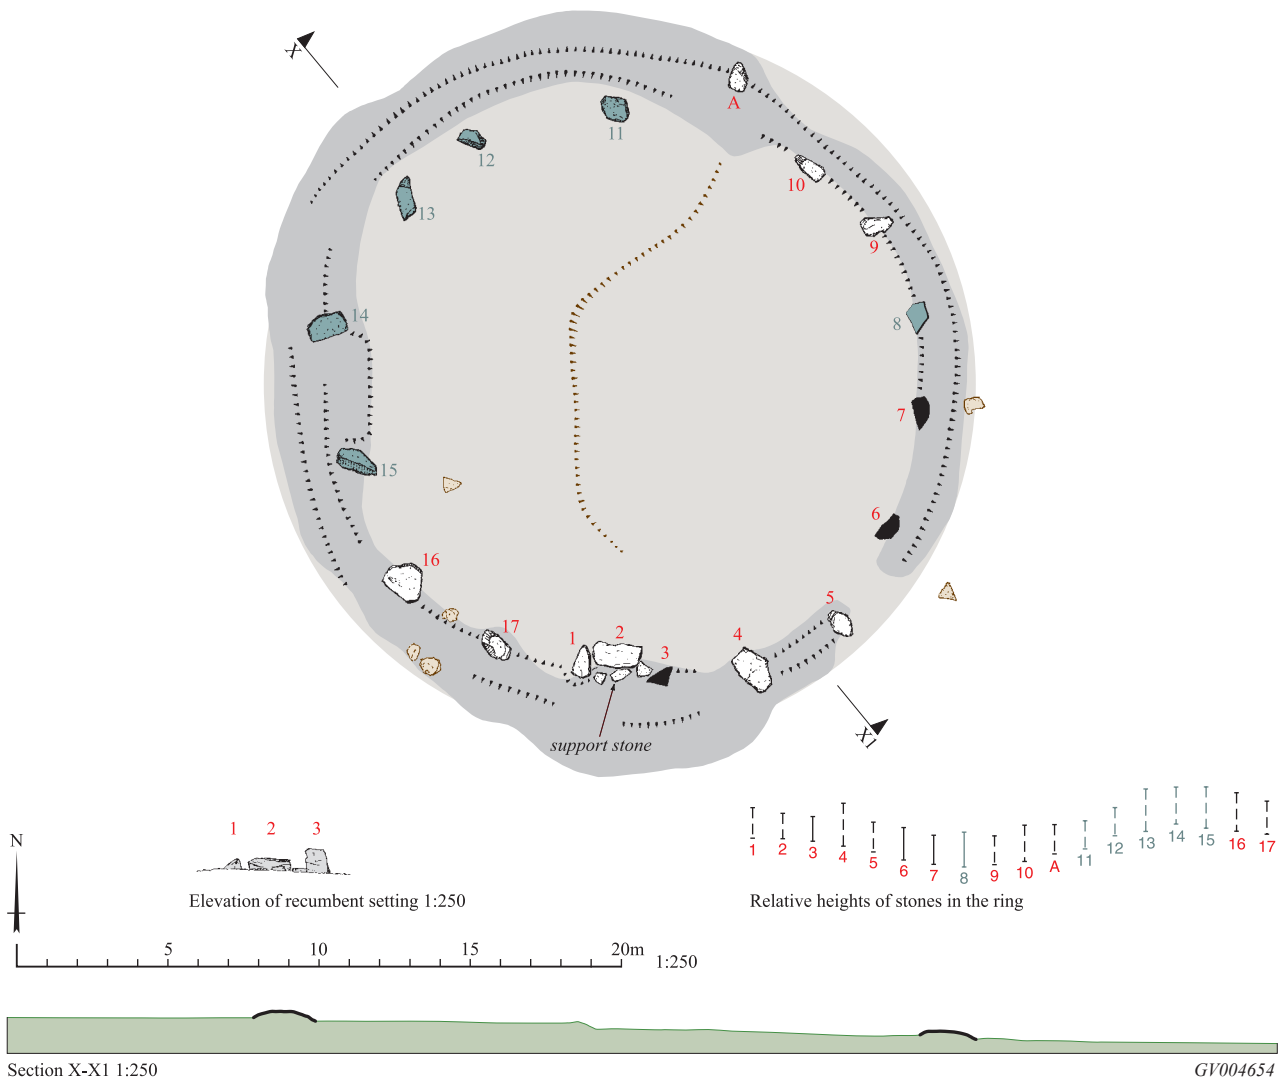 X
A
11
12
10
13
9
14
8
7
15
6
16
5
17
1
2
3
4
support stone
X1
1 2 3
Elevation of recumbent setting 1:250
1 2 3 4 5 6 7 8 9 10 A 11 12 13 14 15 16 17
Relative heights of stones in the ring
N
5 10 15 20m
1:250
Section X-X1 1:250
GV004654